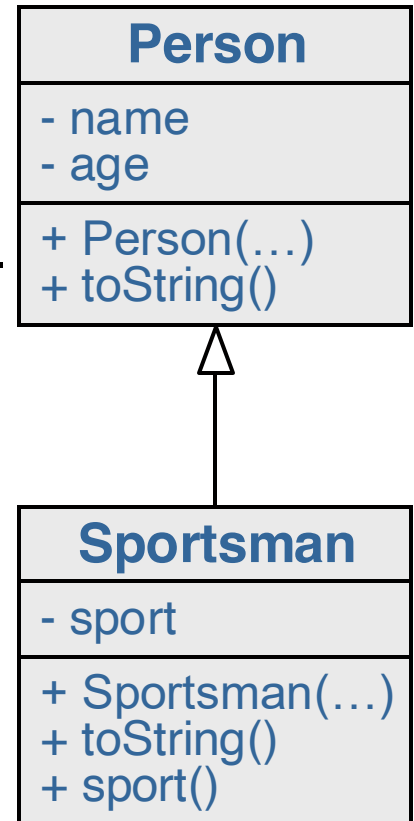 Person
- name
- age
+ Person(…)
+ toString()
Sportsman
- sport
+ Sportsman(…)
+ toString()
+ sport()